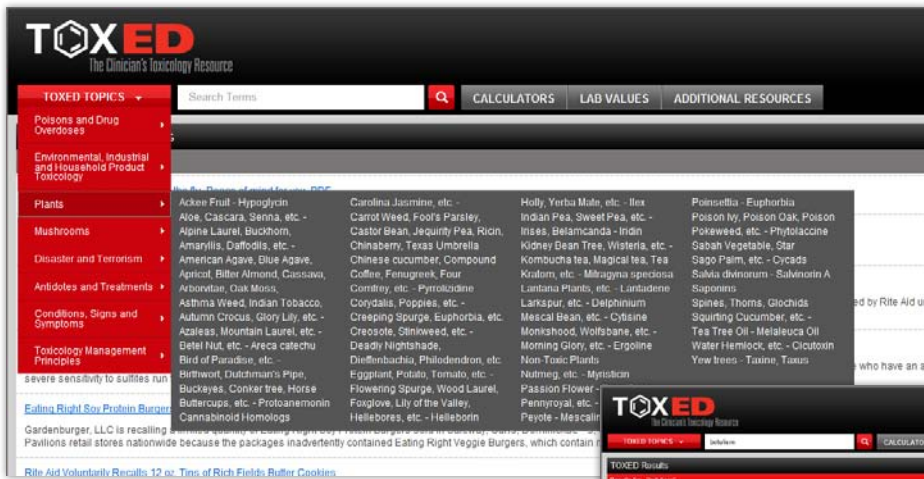 TOXED
The Clinician's Toxicology Resource
TOXED TOPICS
Search Terms
CALCULATORS
LAB VALUES
ADDITIONAL RESOURCES
Poisons and Drug
Overdoses
Environmental, Industrial
and Household Product
Toxicology
Plants
Mushrooms
Disaster and Terrorism
Antidotes and Treatments
Conditions, Signs and
Symptoms
Toxicology Management
Principles
Ackee Fruit - Hypoglycin
Aloe, Cascara, Senna, etc. -
Alpine Laurel, Buckhorn,
Amaryllis, Daffodils, etc. -
American Agave, Blue Agave,
Apricot, Bitter Almond, Cassava,
Arborvitae, Oak Moss,
Asthma Weed, Indian Tobacco,
Autumn Crocus, Glory Lily, etc. -
Azaleas, Mountain Laurel, etc. -
Betel Nut, etc. - Areca catechu
Bird of Paradise, etc. -
Birthwort, Dutchman's Pipe,
Buckeyes, Conker tree, Horse
Buttercups, etc. - Protoanemonin
Cannabinoid Homologs
Carolina Jasmine, etc. -
Carrot Weed, Fool's Parsley,
Castor Bean, Jequirity Pea, Ricin,
Chinaberry, Texas Umbrella
Chinese cucumber, Compound
Coffee, Fenugreek, Four
Comfrey, etc. - Pyrrolizidine
Corydalis, Poppies, etc. -
Creeping Spurge, Euphorbia, etc.
Creosote, Stinkweed, etc. -
Deadly Nightshade,
Dieffenbachia, Philodendron, etc.
Eggplant, Potato, Tomato, etc. -
Flowering Spurge, Wood Laurel,
Foxglove, Lily of the Valley,
Hellebores, etc. - Helleborin
Holly, Yerba Mate, etc. - Ilex
Indian Pea, Sweet Pea, etc. -
Irises, Belamcanda - Iridin
Kidney Bean Tree, Wisteria, etc. -
Kombucha tea, Magical tea, Tea
Kratom, etc. - Mitragyna speciosa
Lantana Plants, etc. - Lantadene
Larkspur, etc. - Delphinium
Mescal Bean, etc. - Cytisine
Monkshood, Wolfsbane, etc. -
Morning Glory, etc. - Ergoline
Non-Toxic Plants
Nutmeg, etc. - Myristicin
Passion Flower -
Pennyroyal, etc. -
Peyote - Mescalin
Poinsettia - Euphorbia
Poison Ivy, Poison Oak, Poison
Pokeweed, etc. - Phytolaccine
Sabah Vegetable, Star
Sago Palm, etc. - Cycads
Salvia divinorum - Salvinorin A
Saponins
Spines, Thorns, Glochids
Squirting Cucumber, etc. -
Tea Tree Oil - Melaleuca Oil
Water Hemlock, etc. - Cicutoxin
Yew trees - Taxine, Taxus
ed by Rite Aid u
who have an a
severe sensitivity to sulfites run
Eating Right Soy Protein Burger
Gardenburger, LLC is recalling a
Pavilions retail stores nationwide because the packages inadvertently contained Eating Right Veggie Burgers, which contain
Rite Aid Voluntarily Recalls 12 oz. Tins of Rich Fields Butter Cookies
TOXED
The Clinician's Toxicology Resource
TOXED TOPICS
CALCULATO
TOXED Results